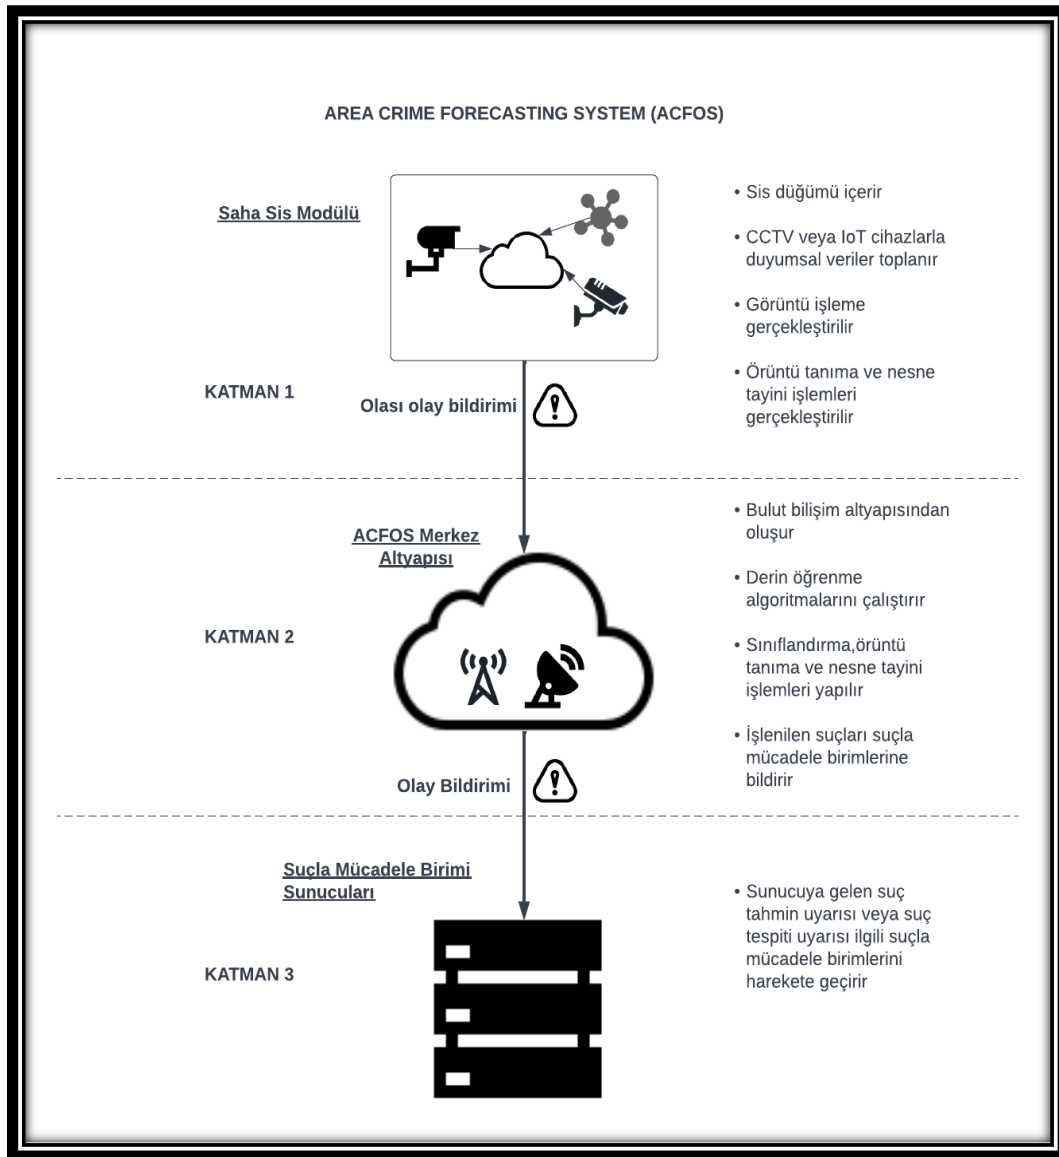 AREA CRIME FORECASTING SYSTEM (ACFOS)
Saha Sis Modülü
• Sis düğümü içerir
• CCTV veya IoT cihazlarla
duyumsal veriler toplanır
• Görüntü işleme
gerçekleştirilir
• Örüntü tanıma ve nesne
tayini işlemleri
gerçekleştirilir
KATMAN 1
Olası olay bildirimi
ACFOS Merkez
Altyapısı
• Bulut bilişim altyapısından
oluşur
• Derin öğrenme
algoritmalarını çalıştırır
• Sınıflandırma,örüntü
tanıma ve nesne tayini
işlemleri yapılır
• İşlenilen suçları suçla
mücadele birimlerine
bildirir
KATMAN 2
Olay Bildirimi
Suçla Mücadele Birimi
Sunucuları
• Sunucuya gelen suç
tahmin uyarısı veya suç
tespiti uyarısı ilgili suçla
mücadele birimlerini
harekete geçirir
KATMAN 3